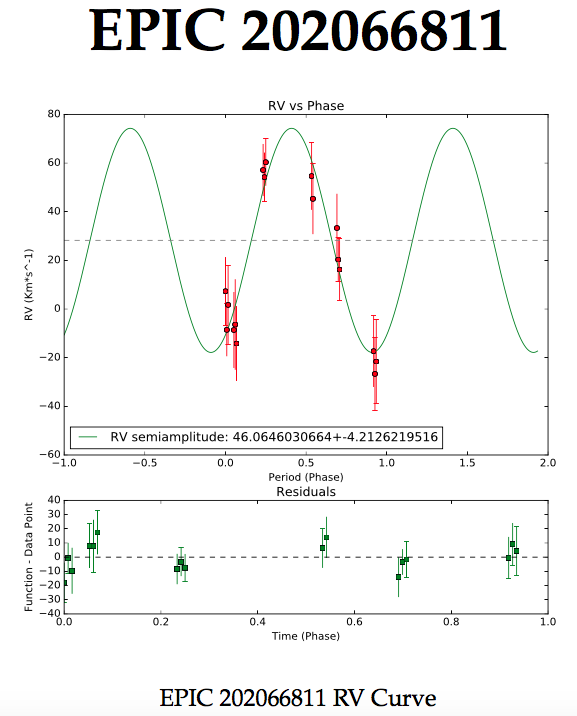 EPIC 202066811
RV vs Phase
80
60
40
20
0
−20
−40
−60
RV (Km*s^-1)
RV semiamplitude: 46.0646030664+-4.2126219516
−1.0 −0.5 0.0 0.5 1.0 1.5 2.0
Period (Phase)
Residuals
40
30
20
10
0
−10
−20
−30
−40
Function - Data Point
0.0 0.2 0.4 0.6 0.8 1.0
Time (Phase)
EPIC 202066811 RV Curve